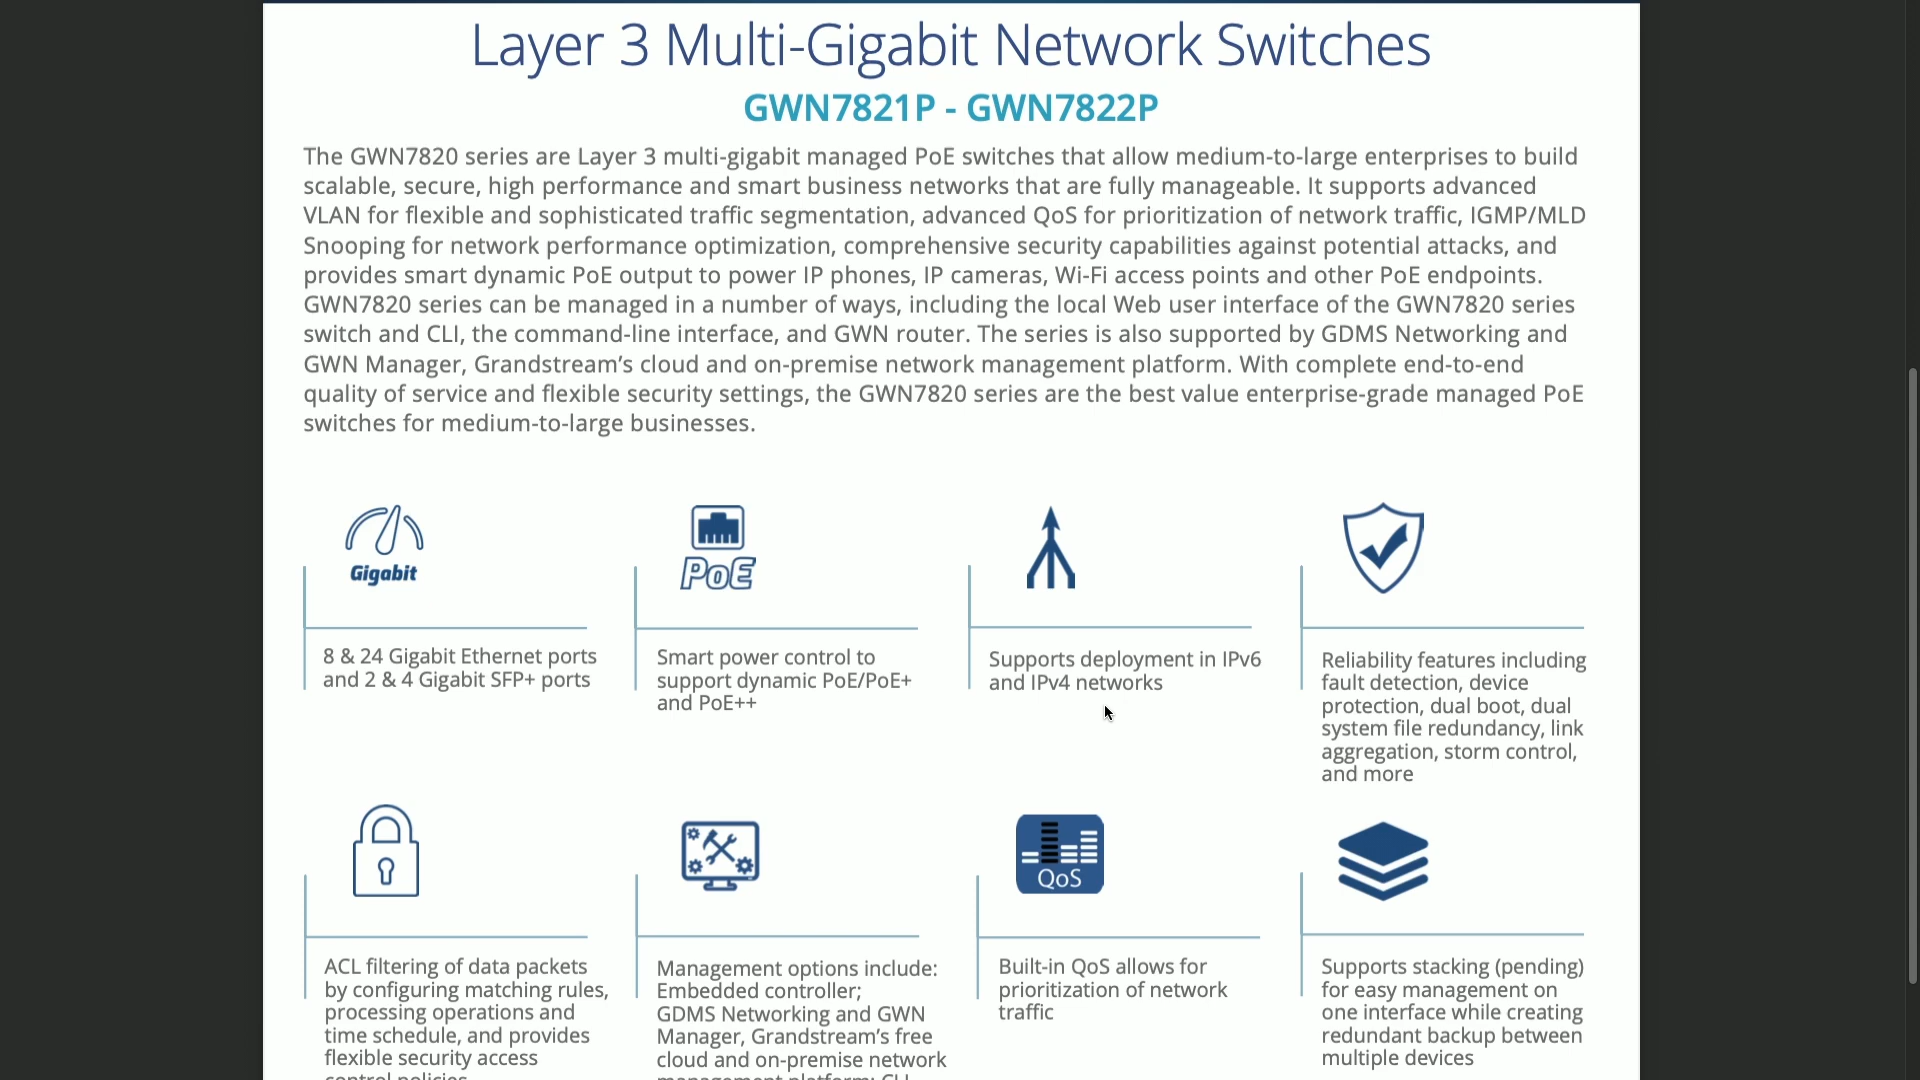 Layer 3 Multi-Gigabit Network Switches
GWN7821P - GWN7822P
The GWN7820 series are Layer 3 multi-gigabit managed PoE switches that allow medium-to-large enterprises to build
scalable, secure, high performance and smart business networks that are fully manageable. It supports advanced
VLAN for flexible and sophisticated traffic segmentation, advanced QoS for prioritization of network traffic, IGMP/MLD
Snooping for network performance optimization, comprehensive security capabilities against potential attacks, and
provides smart dynamic PoE output to power IP phones, IP cameras, Wi-Fi access points and other PoE endpoints.
GWN7820 series can be managed in a number of ways, including the local Web user interface of the GWN7820 series
switch and CLI, the command-line interface, and GWN router. The series is also supported by GDMS Networking and
GWN Manager, Grandstream’s cloud and on-premise network management platform. With complete end-to-end
quality of service and flexible security settings, the GWN7820 series are the best value enterprise-grade managed PoE
switches for medium-to-large businesses.
Gigabit
8 & 24 Gigabit Ethernet ports
and 2 & 4 Gigabit SFP+ ports
PoE
Smart power control to
support dynamic PoE/PoE+
and PoE++
Supports deployment in IPv6
and IPv4 networks
Reliability features including
fault detection, device
protection, dual boot, dual
system file redundancy, link
aggregation, storm control,
and more
ACL filtering of data packets
by configuring matching rules,
processing operations and
time schedule, and provides
flexible security access
control policies
Management options include:
Embedded controller;
GDMS Networking and GWN
Manager, Grandstream’s free
cloud and on-premise network
management platform; CLI
QoS
Built-in QoS allows for
prioritization of network
traffic
Supports stacking (pending)
for easy management on
one interface while creating
redundant backup between
multiple devices